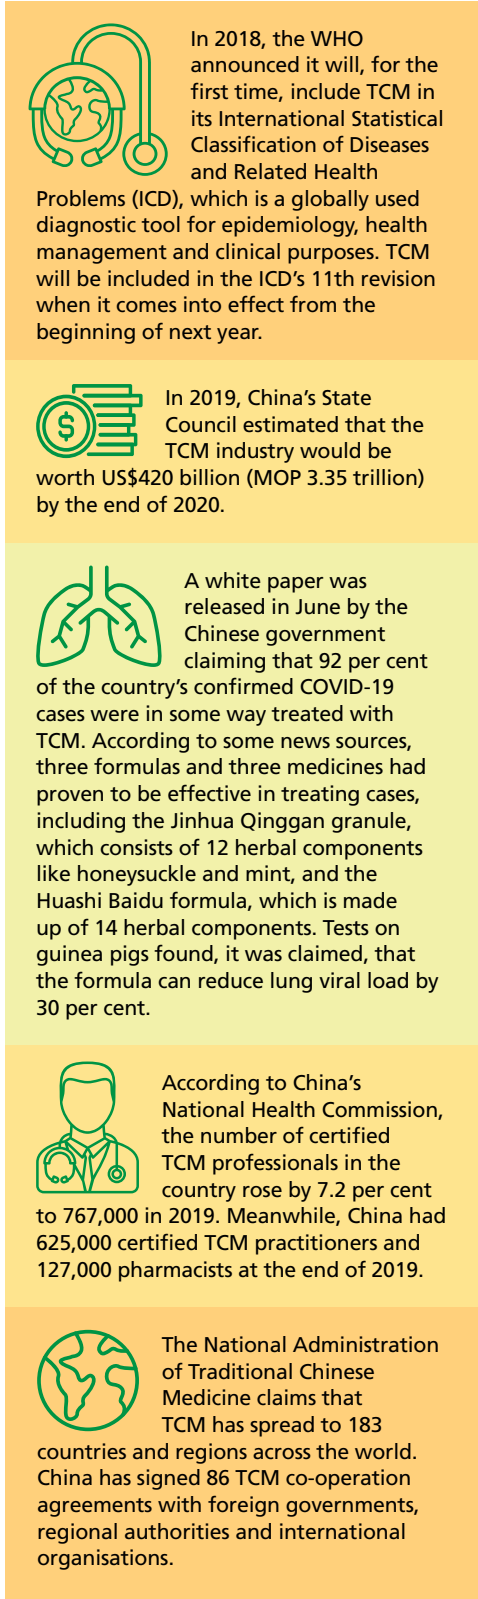 In 2018, the WHO
announced it will, for the
first time, include TCM in
its International Statistical
Classification of Diseases
and Related Health
Problems (ICD), which is a globally used
diagnostic tool for epidemiology, health
management and clinical purposes. TCM
will be included in the ICD’s 11th revision
when it comes into effect from the
beginning of next year.
$
In 2019, China’s State
Council estimated that the
TCM industry would be
worth US$420 billion (MOP 3.35 trillion)
by the end of 2020.
A white paper was
released in June by the
Chinese government
claiming that 92 per cent
of the country’s confirmed COVID-19
cases were in some way treated with
TCM. According to some news sources,
three formulas and three medicines had
proven to be effective in treating cases,
including the Jinhua Qinggan granule,
which consists of 12 herbal components
like honeysuckle and mint, and the
Huashi Baidu formula, which is made
up of 14 herbal components. Tests on
guinea pigs found, it was claimed, that
the formula can reduce lung viral load by
30 per cent.
According to China’s
National Health Commission,
the number of certified
TCM professionals in the
country rose by 7.2 per cent
to 767,000 in 2019. Meanwhile, China had
625,000 certified TCM practitioners and
127,000 pharmacists at the end of 2019.
The National Administration
of Traditional Chinese
Medicine claims that
TCM has spread to 183
countries and regions across the world.
China has signed 86 TCM co-operation
agreements with foreign governments,
regional authorities and international
organisations.